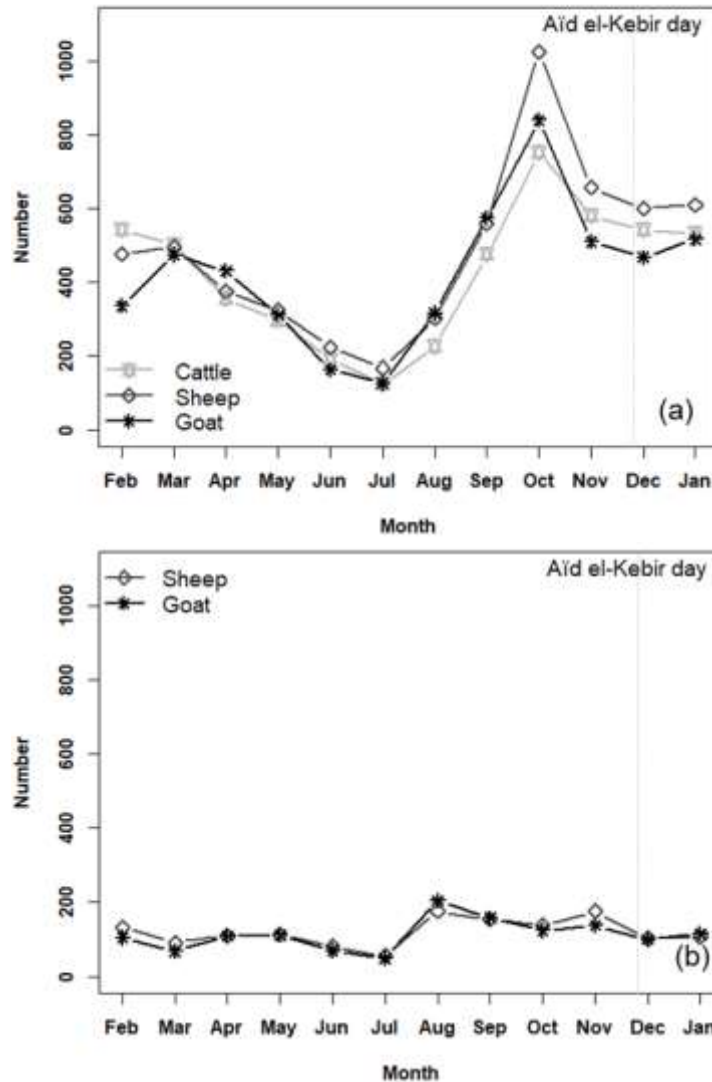 Aïd el-Kebir day
1000
800
600
400
200
0
Number
Cattle
Sheep
Goat
(a)
Feb Mar Apr May Jun Jul Aug Sep Oct Nov Dec Jan
Month
Sheep
Goat
Aïd el-Kebir day
1000
800
600
400
200
0
Number
(b)
Feb Mar Apr May Jun Jul Aug Sep Oct Nov Dec Jan
Month